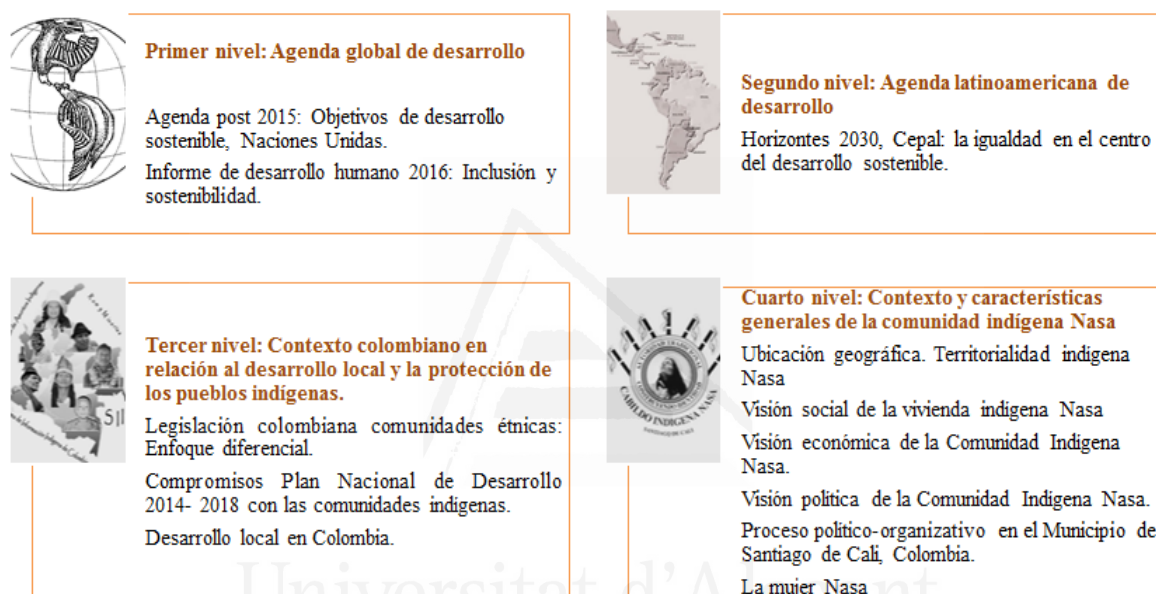 Primer nivel: Agenda global de desarrollo
Agenda post 2015: Objetivos de desarrollo
sostenible, Naciones Unidas.
Informe de desarrollo humano 2016: Inclusión y
sostenibilidad.
Segundo nivel: Agenda latinoamericana de
desarrollo
Horizontes 2030, Cepal: la igualdad en el centro
del desarrollo sostenible.
Tercer nivel: Contexto colombiano en
relación al desarrollo local y la protección de
los pueblos indígenas.
Legislación colombiana comunidades étnicas:
Enfoque diferencial.
Compromisos Plan Nacional de Desarrollo
2014- 2018 con las comunidades indígenas.
Desarrollo local en Colombia.
Cuarto nivel: Contexto y características
generales de la comunidad indígena Nasa
Ubicación geográfica. Territorialidad indígena
Nasa
Visión social de la vivienda indígena Nasa
Visión económica de la Comunidad Indígena
Nasa.
Visión política de la Comunidad Indígena Nasa.
Proceso político-organizativo en el Municipio de
Santiago de Cali, Colombia.
La mujer Nasa
CABILDO INDIGENA NASA
SANTIAGO DE CALI
Universitat d'Alacant